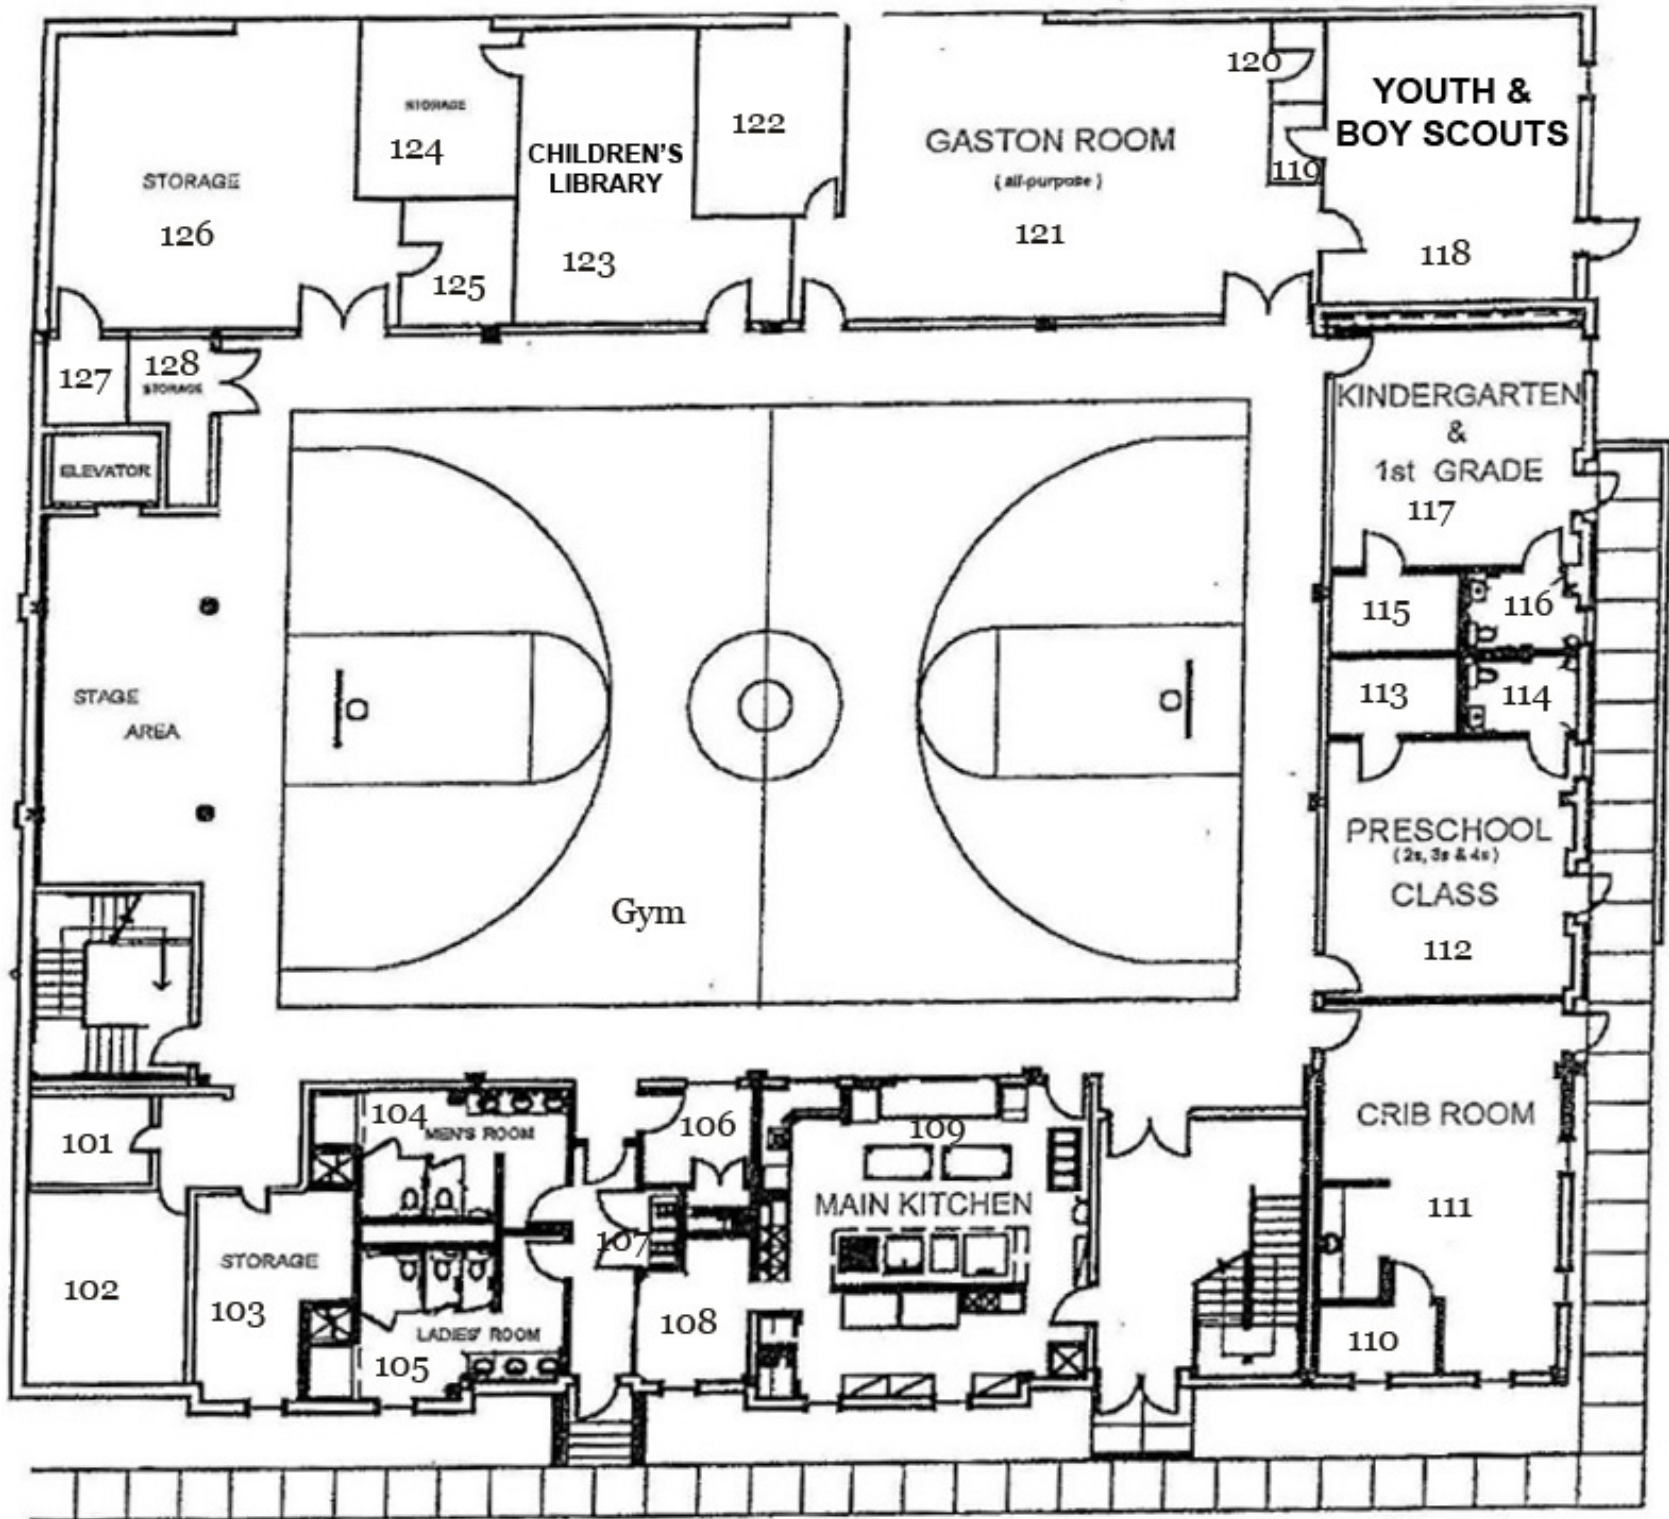 STORAGE
126
STORAGE
124
125
CHILDREN'S
LIBRARY
123
122
GASTON ROOM
( all-purpose )
121
120
119
YOUTH &
BOY SCOUTS
118
127
128
STORAGE
ELEVATOR
KINDERGARTEN
&
1st GRADE
117
115
116
113
114
STAGE
AREA
PRESCHOOL
( 2s, 3s & 4s )
CLASS
112
Gym
101
102
STORAGE
103
104
MEN'S ROOM
LADIES' ROOM
105
106
107
108
109
MAIN KITCHEN
CRIB ROOM
111
110